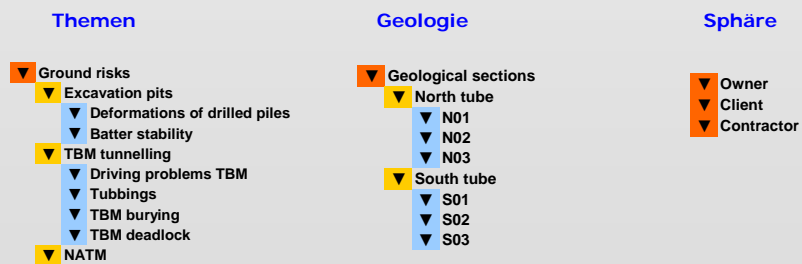 Themen
▼ Ground risks
▼ Excavation pits
▼ Deformations of drilled piles
▼ Batter stability
▼ TBM tunnelling
▼ Driving problems TBM
▼ Tubbings
▼ TBM burying
▼ TBM deadlock
▼ NATM
Geologie
▼ Geological sections
▼ North tube
▼ N01
▼ N02
▼ N03
▼ South tube
▼ S01
▼ S02
▼ S03
Sphäre
▼ Owner
▼ Client
▼ Contractor